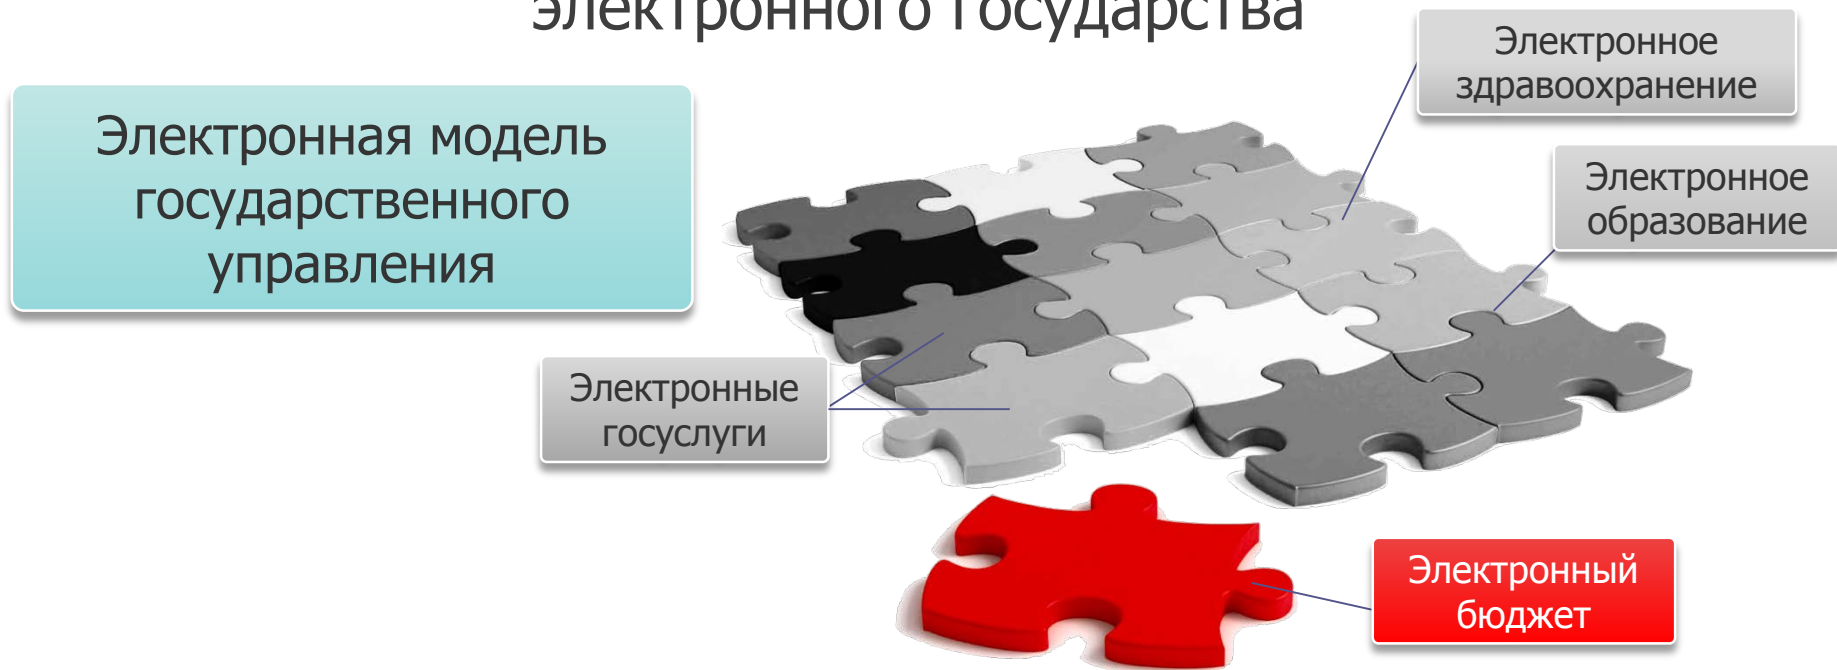 электронного государства
Электронное
здравоохранение
Электронная модель
государственного
управления
Электронное
образование
Электронные
госуслуги
Электронный
бюджет